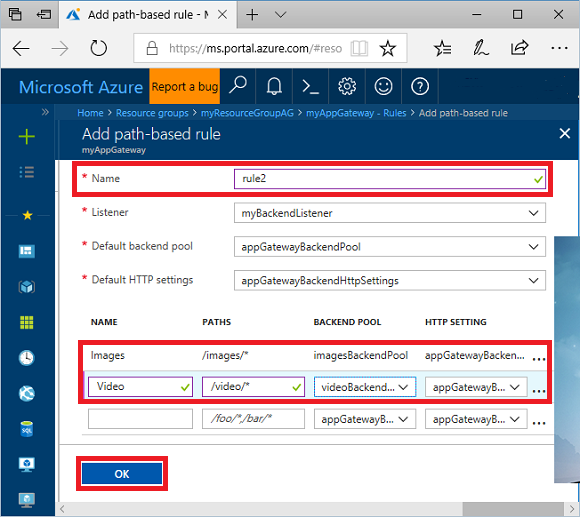 Add path-based rule - M
https://ms.portal.azure.com/#reso
Microsoft Azure Report a bug
Home > Resource groups > myResourceGroupAG > myAppGateway - Rules > Add path-based rule
Add path-based rule
myAppGateway
* Name rule2
* Listener myBackendListener
* Default backend pool appGatewayBackendPool
* Default HTTP settings appGatewayBackendHttpSettings
NAME PATHS BACKEND POOL HTTP SETTING
Images /images/* imagesBackendPool appGatewayBacken... ...
Video /video/* videoBackend... appGatewayB... ...
/foo/*,/bar/* appGatewayB... appGatewayB... ...
OK